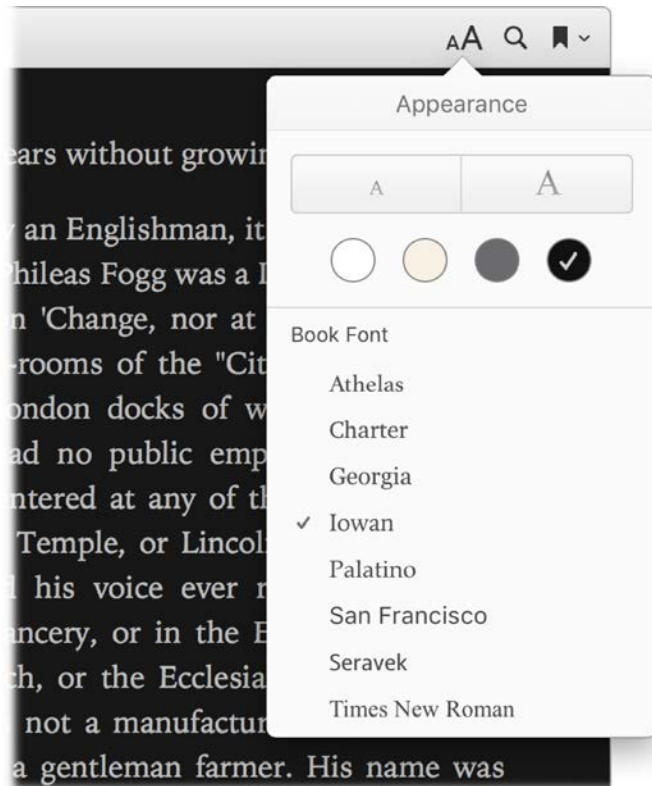 AA
Appearance
A A
Book Font
Athelas
Charter
Georgia
Iowan
Palatino
San Francisco
Seravek
Times New Roman
ears without
an Englishman, it
Phileas Fogg was a
'Change, nor at
-rooms of the "Cit
ondon docks of w
ad no public emp
ntered at any of th
Temple, or Lincol
his voice ever r
ancery, or in the E
ch, or the Ecclesia
not a manufactur
a gentleman farmer. His name was